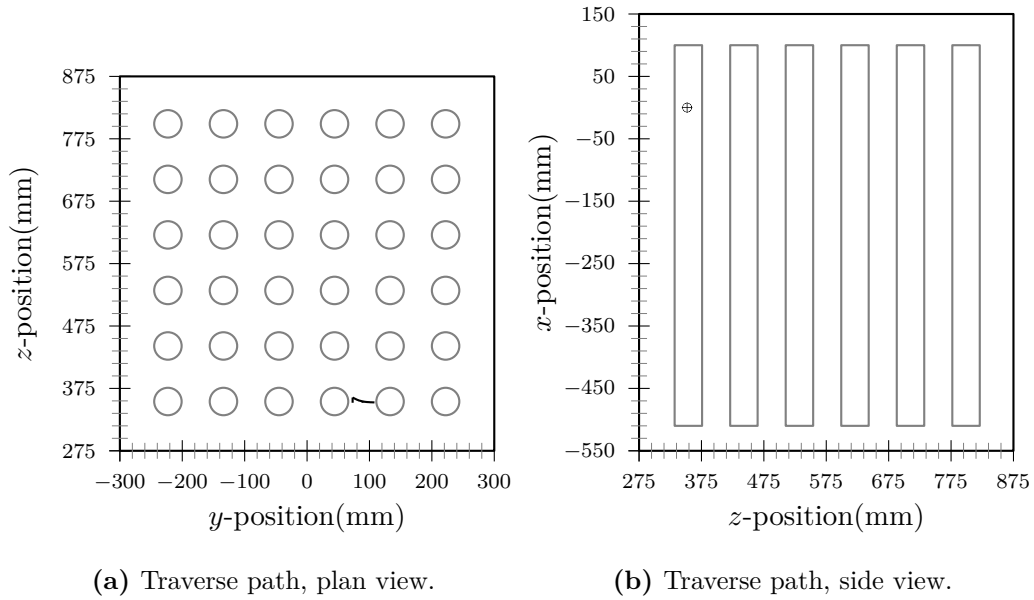 875
775
675
575
475
375
275
−300 −200 −100 0 100 200 300
z-position(mm)
y-position(mm)
(a) Traverse path, plan view.
150
50
−50
−150
−250
−350
−450
−550
275 375 475 575 675 775 875
x-position(mm)
z-position(mm)
(b) Traverse path, side view.